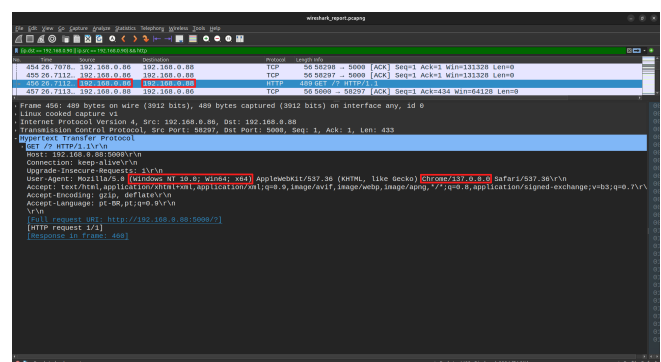 wireshark_report.pcapng
File Edit View Go Capture Analyze Statistics Telephony Wireless Tools Help
No. Time Source Destination Protocol Length Info
454 26.7078… 192.168.0.86 192.168.0.88 TCP 56 58298 → 5000 [ACK] Seq=1 Ack=1 Win=131328 Len=0
455 26.7112… 192.168.0.86 192.168.0.88 TCP 56 58297 → 5000 [ACK] Seq=1 Ack=1 Win=131328 Len=0
456 26.7112… 192.168.0.86 192.168.0.88 HTTP 489 GET /? HTTP/1.1
457 26.7113… 192.168.0.88 192.168.0.86 TCP 56 5000 → 58297 [ACK] Seq=1 Ack=434 Win=64128 Len=0
Frame 456: 489 bytes on wire (3912 bits), 489 bytes captured (3912 bits) on interface any, id 0
Linux cooked capture v1
Internet Protocol Version 4, Src: 192.168.0.86, Dst: 192.168.0.88
Transmission Control Protocol, Src Port: 58297, Dst Port: 5000, Seq: 1, Ack: 1, Len: 433
Hypertext Transfer Protocol
GET /? HTTP/1.1\r\n
Host: 192.168.0.88:5000\r\n
Connection: keep-alive\r\n
Upgrade-Insecure-Requests: 1\r\n
User-Agent: Mozilla/5.0 (Windows NT 10.0; Win64; x64) AppleWebKit/537.36 (KHTML, like Gecko) Chrome/137.0.0.0 Safari/537.36\r\n
Accept: text/html,application/xhtml+xml,application/xml;q=0.9,image/avif,image/webp,image/apng,*/*;q=0.8,application/signed-exchange;v=b3;q=0.7\r\
Accept-Encoding: gzip, deflate\r\n
Accept-Language: pt-BR,pt;q=0.9\r\n
\r\n
[Full request URI: http://192.168.0.88:5000/?]
[HTTP request 1/1]
[Response in frame: 460]